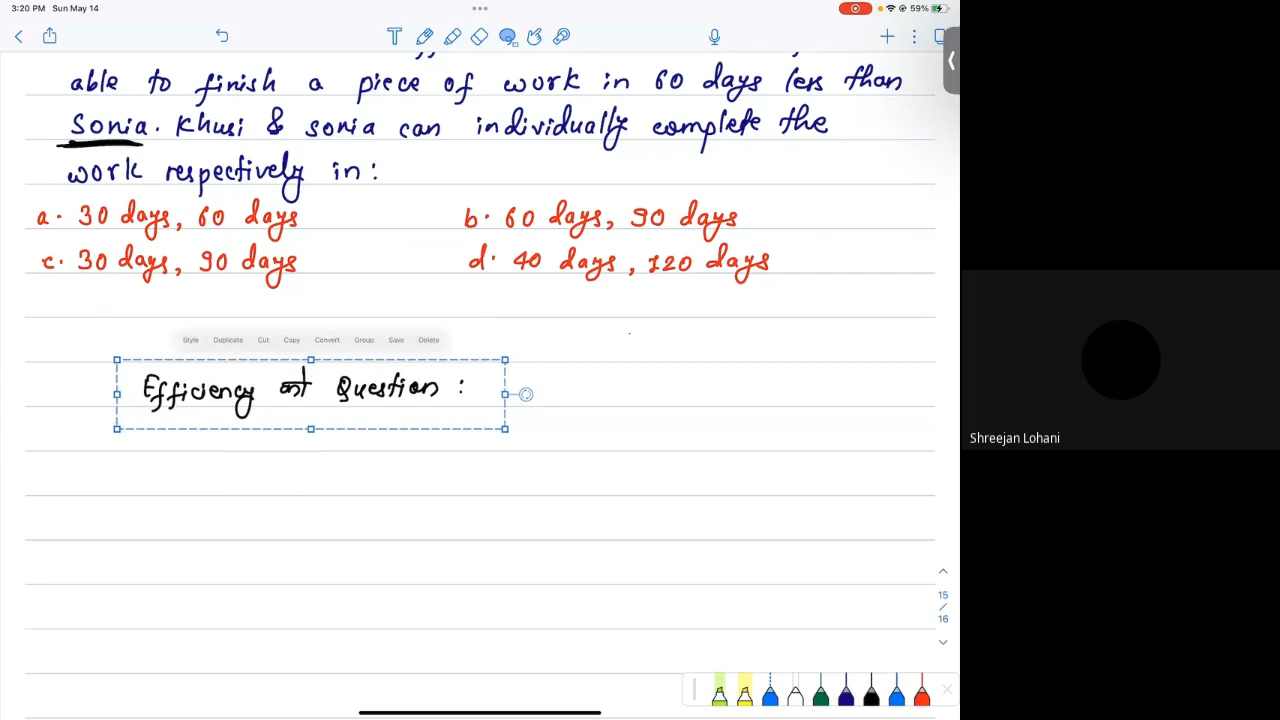 3:20 PM Sun May 14
59%
able to finish a piece of work in 60 days less than
Sonia. Khusi & sonia can individually complete the
work respectively in:
a. 30 days, 60 days
b. 60 days, 90 days
c. 30 days, 90 days
d. 40 days, 120 days
Style Duplicate Cut Copy Convert Group Save Delete
Efficiency Question :
Shreejan Lohani
15
/
16